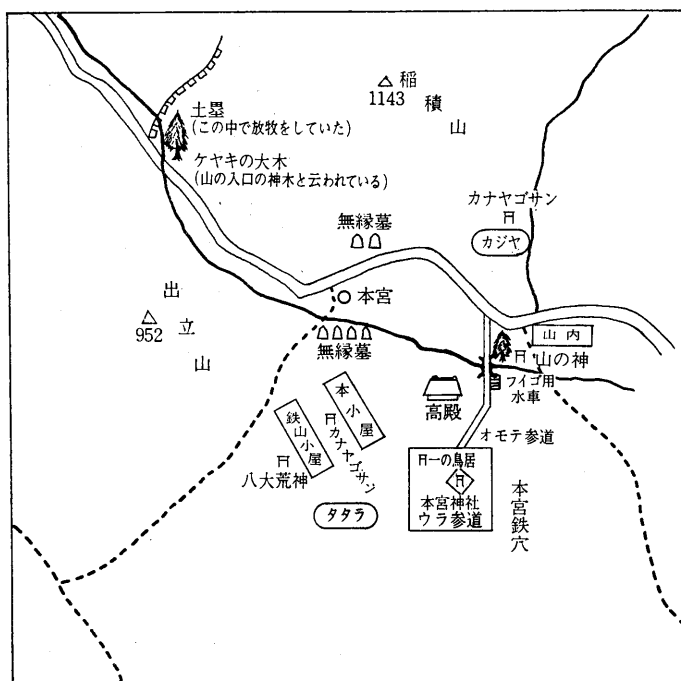 稲積山
1143
土塁
(この中で放牧をしていた)
ケヤキの大木
(山の入口の神木と云われている)
カナヤゴサン
カジヤ
無縁墓
本宮
出立山
952
無縁墓
山内
山の神
フイゴ用
水車
高殿
本小屋
カナヤゴサン
鉄山小屋
八大荒神
タタラ
オモテ参道
一の鳥居
本宮神社
ウラ参道
本宮鉄穴